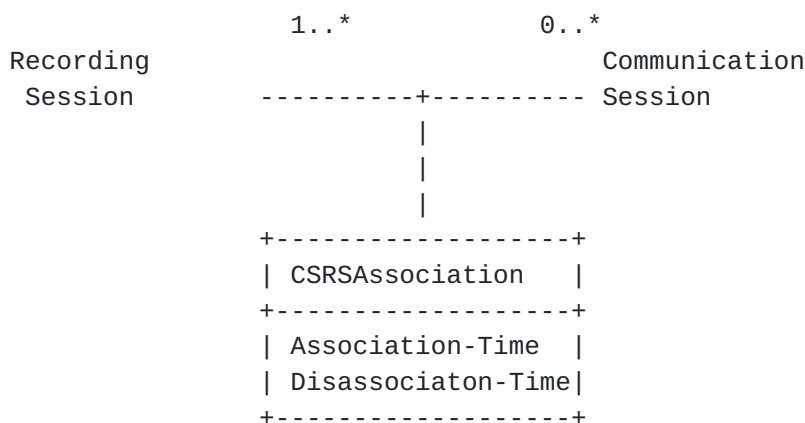 1..* 0..*
Recording Communication
Session ----------+---------- Session
|
|
|
+-------------------+
| CSRSAssociation |
+-------------------+
| Association-Time |
| Disassociaton-Time|
+-------------------+